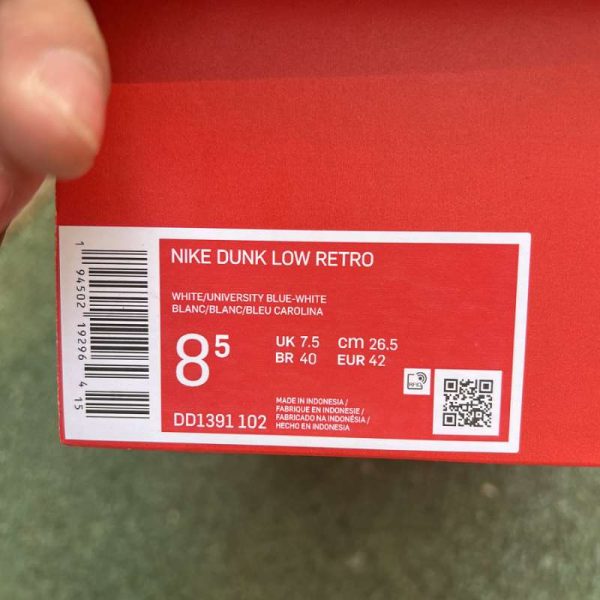 NIKE DUNK LOW RETRO
WHITE/UNIVERSITY BLUE-WHITE
BLANC/BLANC/BLEU CAROLINA
8⁵
UK 7.5 cm 26.5
BR 40 EUR 42
RFID
DD1391 102
MADE IN INDONESIA /
FABRIQUE EN INDONESIE /
FABRICADO NA INDONÉSIA /
HECHO EN INDONESIA
1 94502 19296 4 15